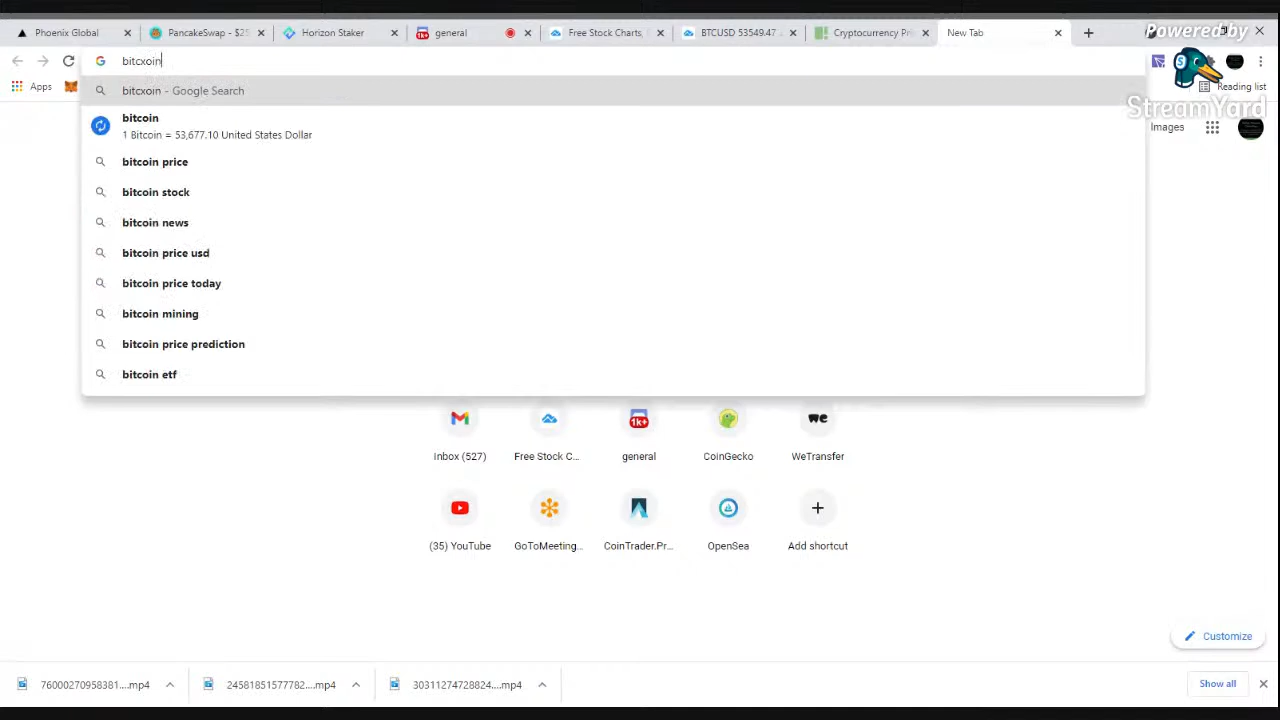 Phoenix Global
PancakeSwap - $25
Horizon Staker
general
Free Stock Charts,
BTCUSD 53549.47
Cryptocurrency Pri
New Tab
Powered by
bitcxoin
StreamYard
Apps
Reading list
bitcxoin - Google Search
bitcoin
1 Bitcoin = 53,677.10 United States Dollar
Images
bitcoin price
bitcoin stock
bitcoin news
bitcoin price usd
bitcoin price today
bitcoin mining
bitcoin price prediction
bitcoin etf
1k+
we
Inbox (527)
Free Stock C...
general
CoinGecko
WeTransfer
(35) YouTube
GoToMeeting...
CoinTrader.Pr...
OpenSea
Add shortcut
Customize
76000270958381....mp4
24581851577782....mp4
30311274728824....mp4
Show all